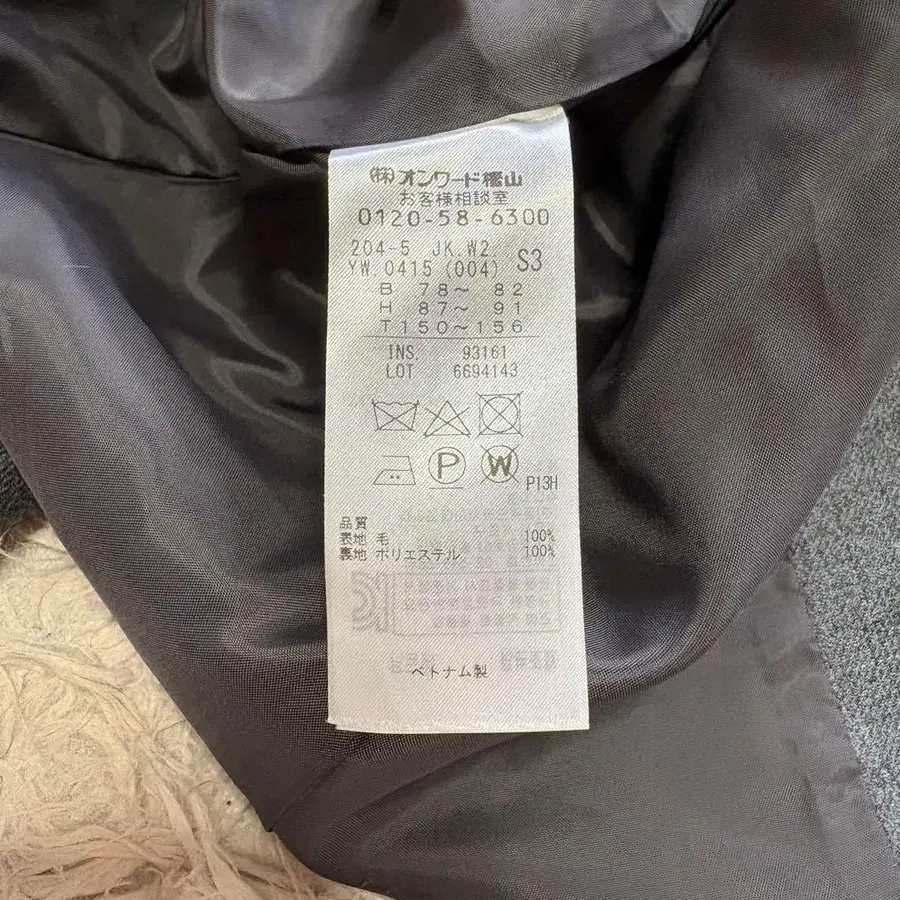 (株)オンワード樫山
お客様相談室
0120-58-6300
204-5 JK.W2.
YW.0415(004) S3
B 78～ 82
H 87～ 91
T150～156
INS. 93161
LOT 6694143
P W P13H
品質
表地 毛 100%
裏地 ポリエステル 100%
ベトナム製